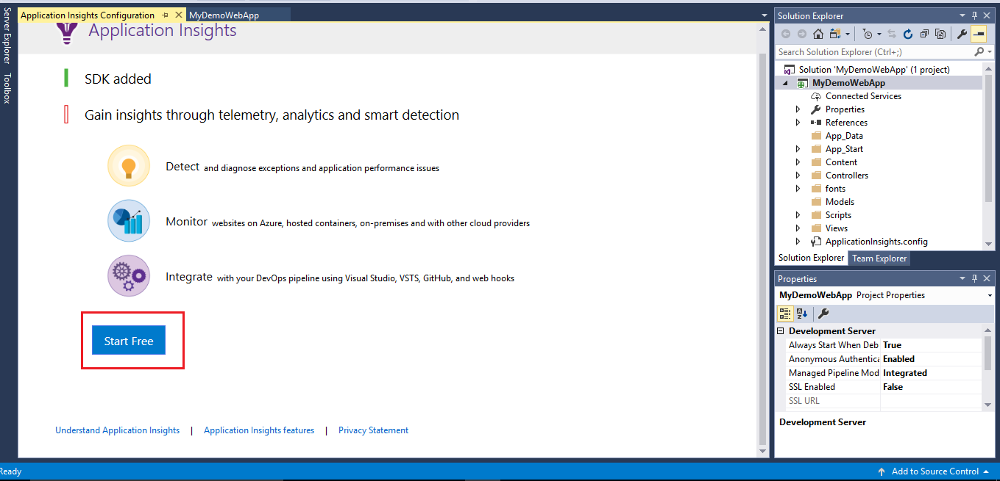 Server Explorer
Toolbox
Application Insights Configuration
MyDemoWebApp
Application Insights
SDK added
Gain insights through telemetry, analytics and smart detection
Detect and diagnose exceptions and application performance issues
Monitor websites on Azure, hosted containers, on-premises and with other cloud providers
Integrate with your DevOps pipeline using Visual Studio, VSTS, GitHub, and web hooks
Start Free
Understand Application Insights | Application Insights features | Privacy Statement
Solution Explorer
Search Solution Explorer (Ctrl+;)
Solution 'MyDemoWebApp' (1 project)
MyDemoWebApp
Connected Services
Properties
References
App_Data
App_Start
Content
Controllers
fonts
Models
Scripts
Views
ApplicationInsights.config
Solution Explorer Team Explorer
Properties
MyDemoWebApp Project Properties
Development Server
Always Start When Deb True
Anonymous Authentica Enabled
Managed Pipeline Mod Integrated
SSL Enabled False
SSL URL
Development Server
Ready
Add to Source Control